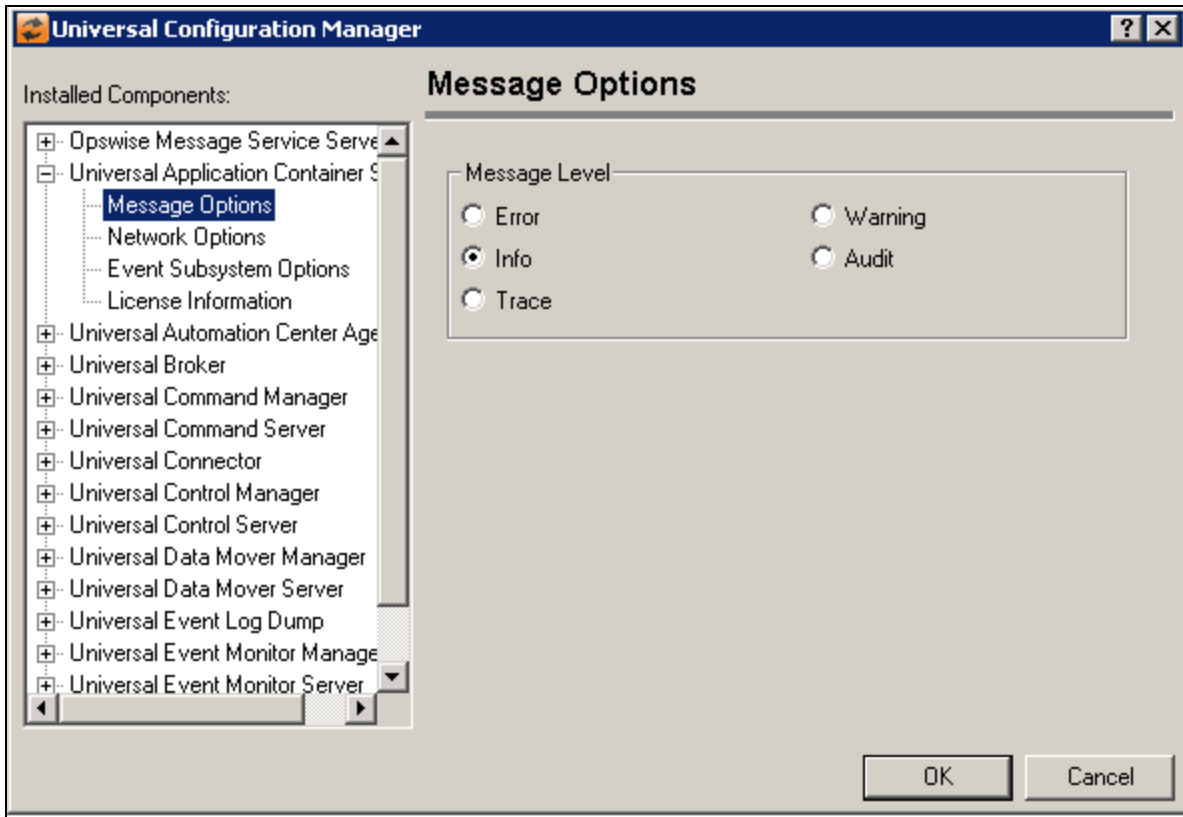 Universal Configuration Manager
Installed Components:
Opswise Message Service Serve
Universal Application Container S
Message Options
Network Options
Event Subsystem Options
License Information
Universal Automation Center Age
Universal Broker
Universal Command Manager
Universal Command Server
Universal Connector
Universal Control Manager
Universal Control Server
Universal Data Mover Manager
Universal Data Mover Server
Universal Event Log Dump
Universal Event Monitor Manage
Universal Event Monitor Server
Message Options
Message Level
Error
Warning
Info
Audit
Trace
OK
Cancel